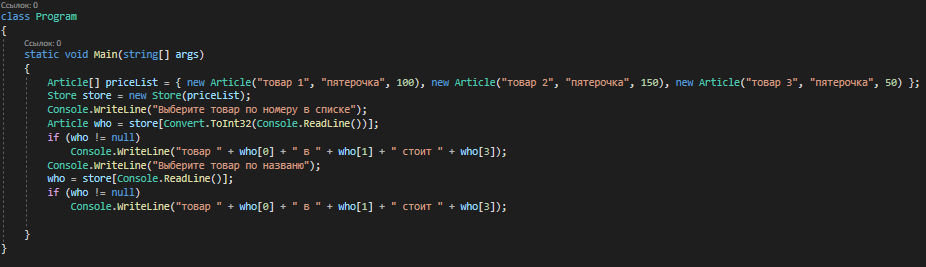 Ссылок: 0
class Program
{
Ссылок: 0
static void Main(string[] args)
{
Article[] priceList = { new Article("товар 1", "пятерочка", 100), new Article("товар 2", "пятерочка", 150), new Article("товар 3", "пятерочка", 50) };
Store store = new Store(priceList);
Console.WriteLine("Выберите товар по номеру в списке");
Article who = store[Convert.ToInt32(Console.ReadLine())];
if (who != null)
Console.WriteLine("товар " + who[0] + " в " + who[1] + " стоит " + who[3]);
Console.WriteLine("Выберите товар по названю");
who = store[Console.ReadLine()];
if (who != null)
Console.WriteLine("товар " + who[0] + " в " + who[1] + " стоит " + who[3]);
}
}